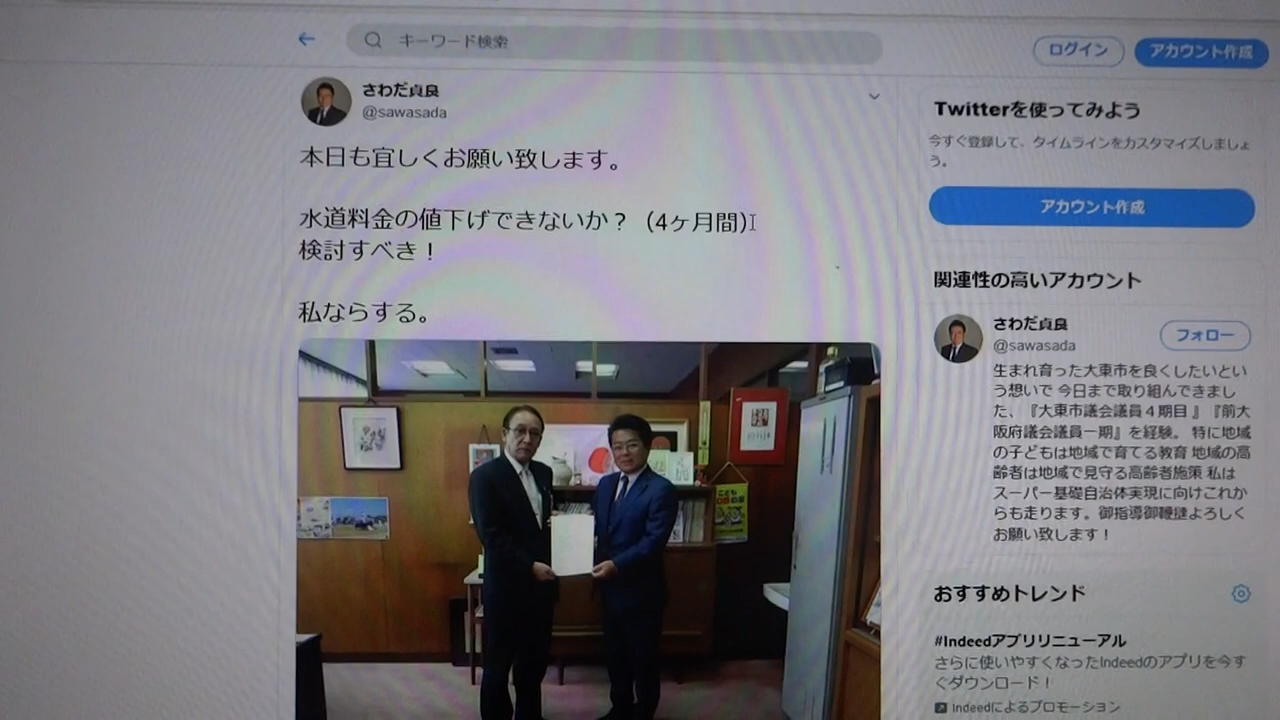 キーワード検索
ログイン
アカウント作成
さわだ貞良
@sawasada
本日も宜しくお願い致します。
水道料金の値下げできないか？（4ヶ月間)
検討すべき！
私ならする。
Twitterを使ってみよう
今すぐ登録して、タイムラインをカスタマイズしましょ
う。
アカウント作成
関連性の高いアカウント
さわだ貞良
@sawasada
フォロー
生まれ育った大東市を良くしたいとい
う想いで 今日まで取り組んできまし
た、『大東市議会議員４期目 』『前大
阪府議会議員一期』を経験。 特に地域
の子どもは地域で育てる教育 地域の高
齢者は地域で見守る高齢者施策 私は
スーパー基礎自治体実現に向けこれか
らも走ります。御指導御鞭撻よろしく
お願い致します！
おすすめトレンド
#Indeedアプリリニューアル
さらに使いやすくなったIndeedのアプリを今す
ぐダウンロード！
Indeedによるプロモーション